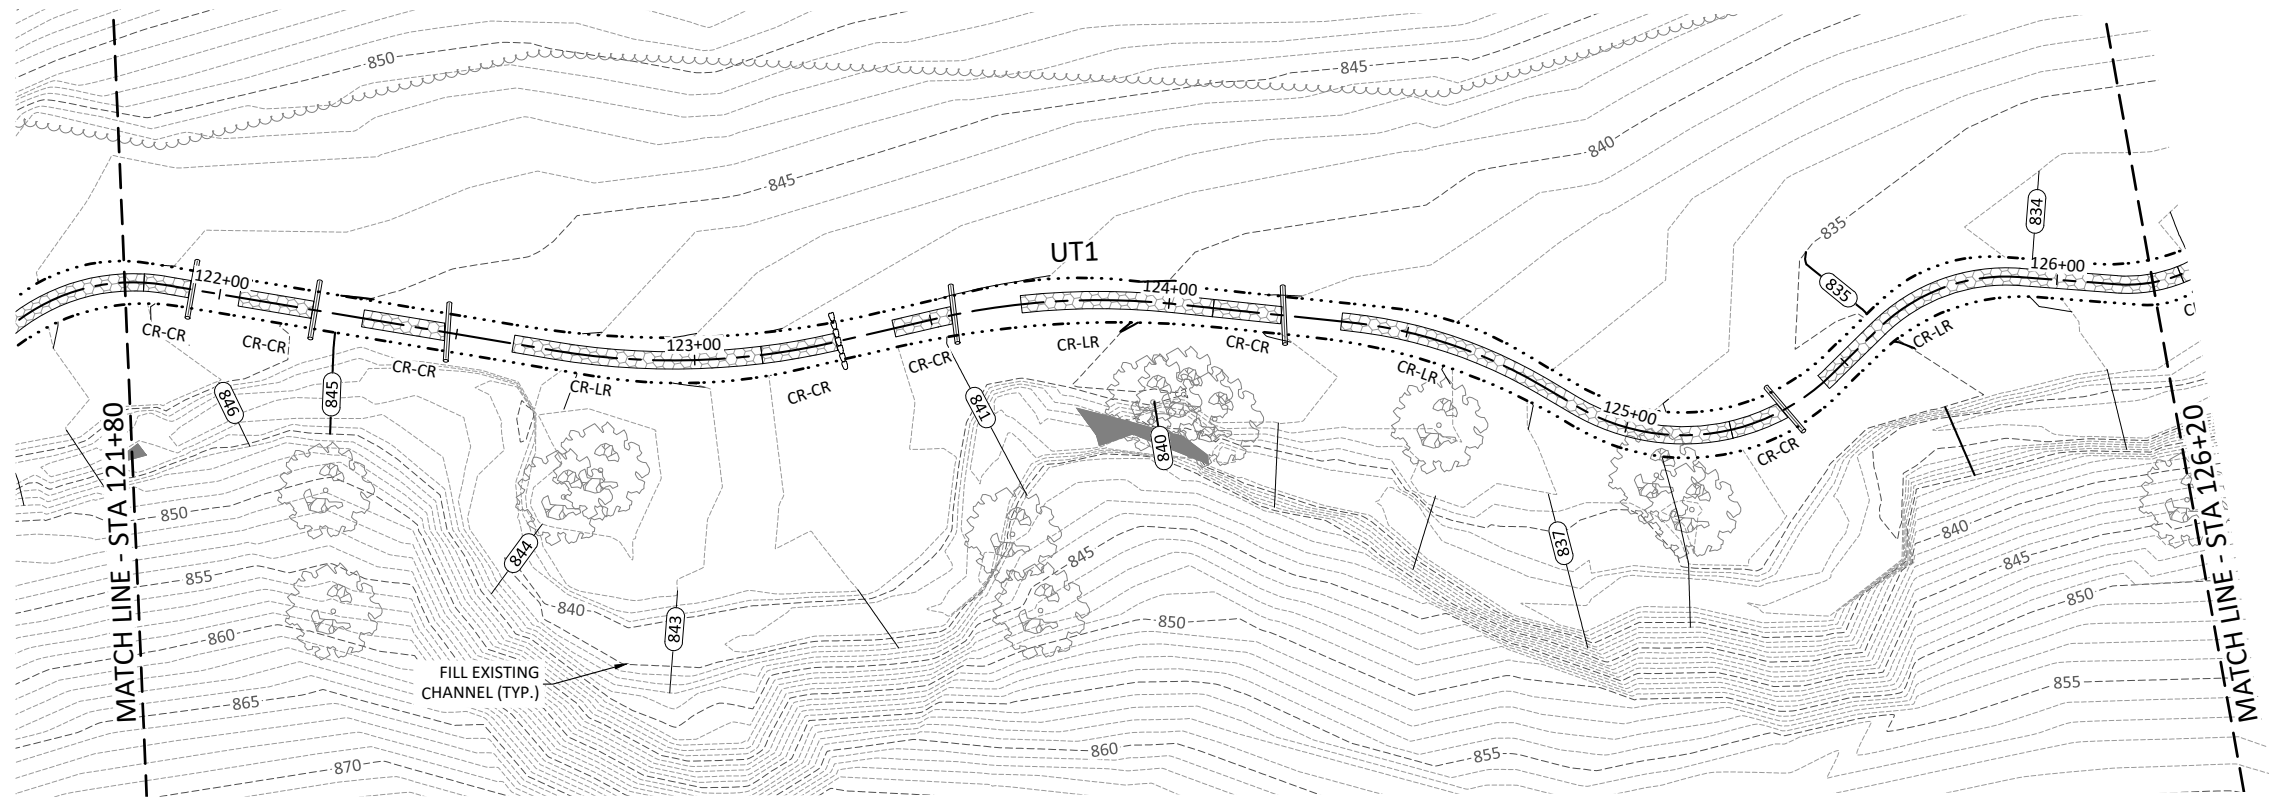 850
845
840
845
835
834
UT1
122+00
123+00
124+00
125+00
126+00
835
CR-CR
CR-CR
CR-CR
CR-LR
CR-CR
CR-CR
CR-LR
CR-CR
CR-LR
CR-CR
CR-LR
846
845
841
840
844
843
837
850
855
860
865
870
840
845
850
860
855
840
845
850
855
FILL EXISTING
CHANNEL (TYP.)
MATCH LINE - STA 121+80
MATCH LINE - STA 126+20